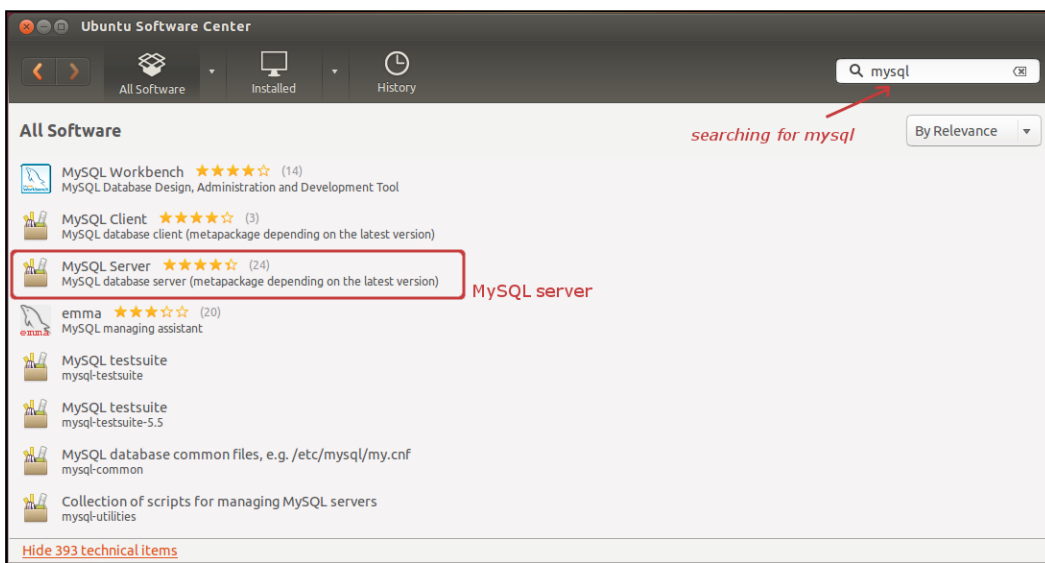 Ubuntu Software Center
All Software
Installed
History
mysql
All Software
searching for mysql
By Relevance
MySQL Workbench (14)
MySQL Database Design, Administration and Development Tool
MySQL Client (3)
MySQL database client (metapackage depending on the latest version)
MySQL Server (24)
MySQL database server (metapackage depending on the latest version)
MySQL server
emma (20)
MySQL managing assistant
MySQL testsuite
mysql-testsuite
MySQL testsuite
mysql-testsuite-5.5
MySQL database common files, e.g. /etc/mysql/my.cnf
mysql-common
Collection of scripts for managing MySQL servers
mysql-utilities
Hide 393 technical items